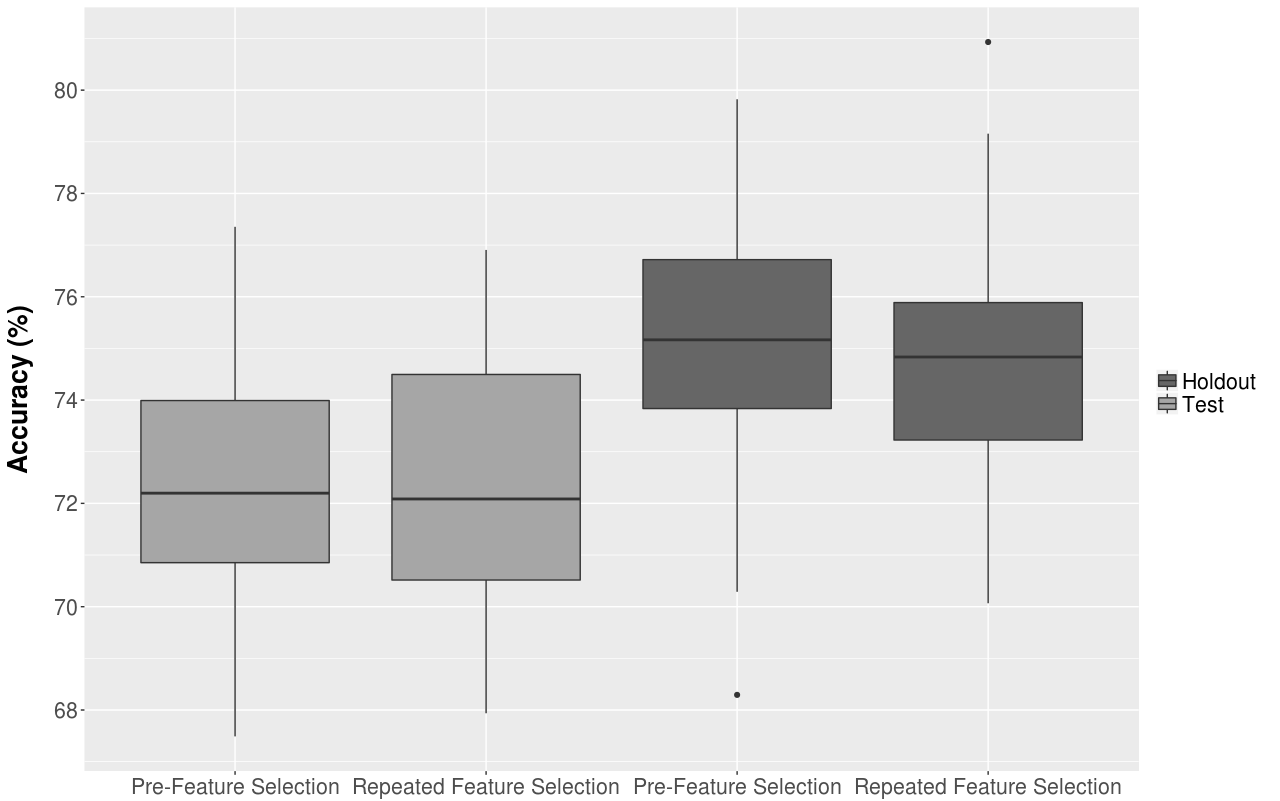 Accuracy (%)
80
78
76
74
72
70
68
Pre-Feature Selection Repeated Feature Selection Pre-Feature Selection Repeated Feature Selection
Holdout
Test